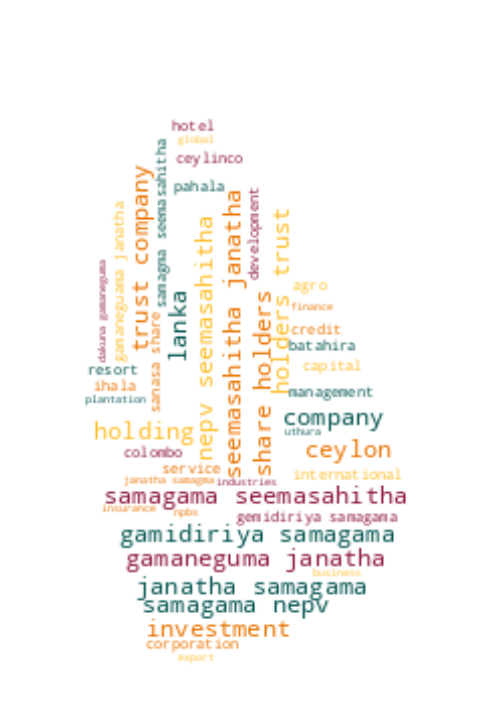 hotel
global
ceylinco
pahala
samagma seemasahitha
trust company
gamaneguma janatha
dakuna gamaneguma
sanasa share
lanka
nepv seemasahitha
seemasahitha janatha
development
share holders
holders trust
agro
finance
credit
batahira
capital
resort
ihala
plantation
management
company
uthura
holding
colombo
ceylon
service
international
janatha samagma
industries
samagama seemasahitha
insurance
npbs
gemidiriya samagama
gamidiriya samagama
gamaneguma janatha
business
janatha samagama
samagama nepv
investment
corporation
export